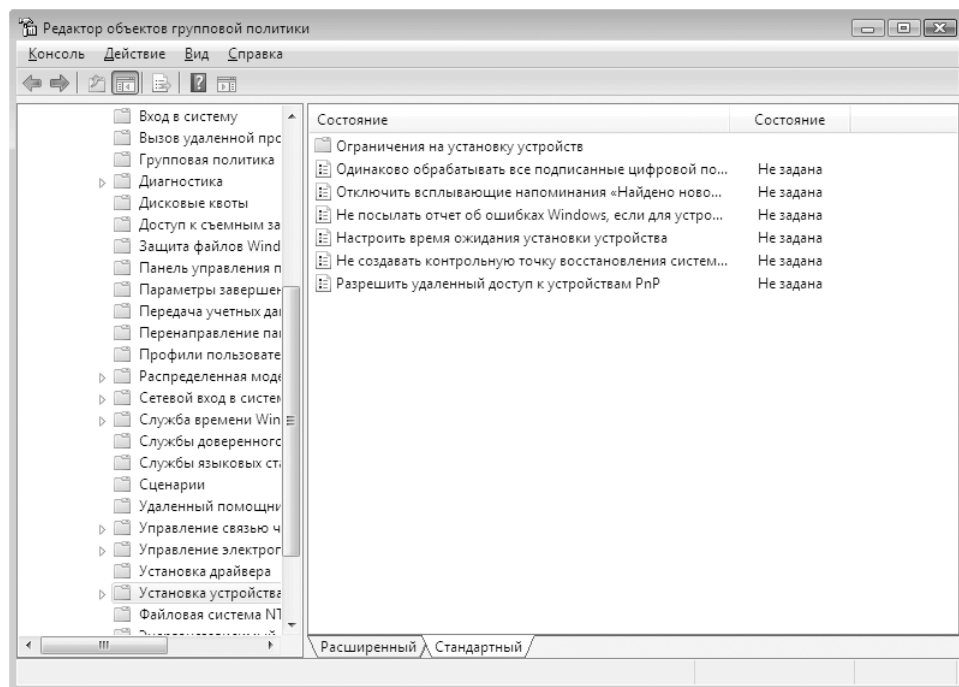 Редактор объектов групповой политики
Консоль Действие Вид Справка
Вход в систему
Вызов удаленной про
Групповая политика
Диагностика
Дисковые квоты
Доступ к съемным за
Защита файлов Wind
Панель управления п
Параметры завершен
Передача учетных да
Перенаправление па
Профили пользовате
Распределенная моде
Сетевой вход в систем
Служба времени Win
Службы доверенного
Службы языковых ст
Сценарии
Удаленный помощни
Управление связью ч
Управление электрог
Установка драйвера
Установка устройства
Файловая система NT
Состояние Состояние
Ограничения на установку устройств
Одинаково обрабатывать все подписанные цифровой по... Не задана
Отключить всплывающие напоминания «Найдено ново... Не задана
Не посылать отчет об ошибках Windows, если для устро... Не задана
Настроить время ожидания установки устройства Не задана
Не создавать контрольную точку восстановления систем... Не задана
Разрешить удаленный доступ к устройствам PnP Не задана
Расширенный Стандартный